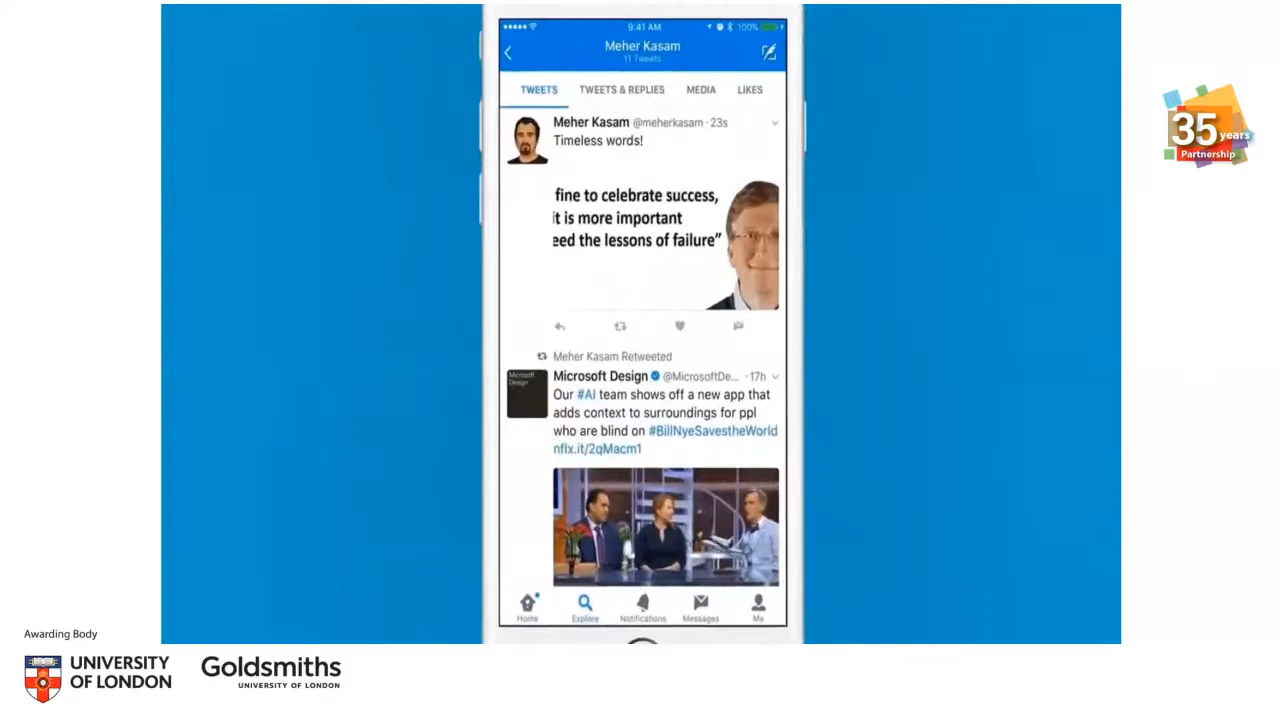 9:41 AM
100%
Meher Kasam
11 Tweets
TWEETS
TWEETS & REPLIES
MEDIA
LIKES
Meher Kasam @meherkasam · 23s
Timeless words!
fine to celebrate success,
it is more important
eed the lessons of failure”
Meher Kasam Retweeted
Microsoft Design
Microsoft Design @MicrosoftDe... · 17h
Our #AI team shows off a new app that
adds context to surroundings for ppl
who are blind on #BillNyeSavestheWorld
nflx.it/2qMacm1
Home
Explore
Notifications
Messages
Me
35 years
Partnership
Awarding Body
UNIVERSITY
OF LONDON
Goldsmiths
UNIVERSITY OF LONDON